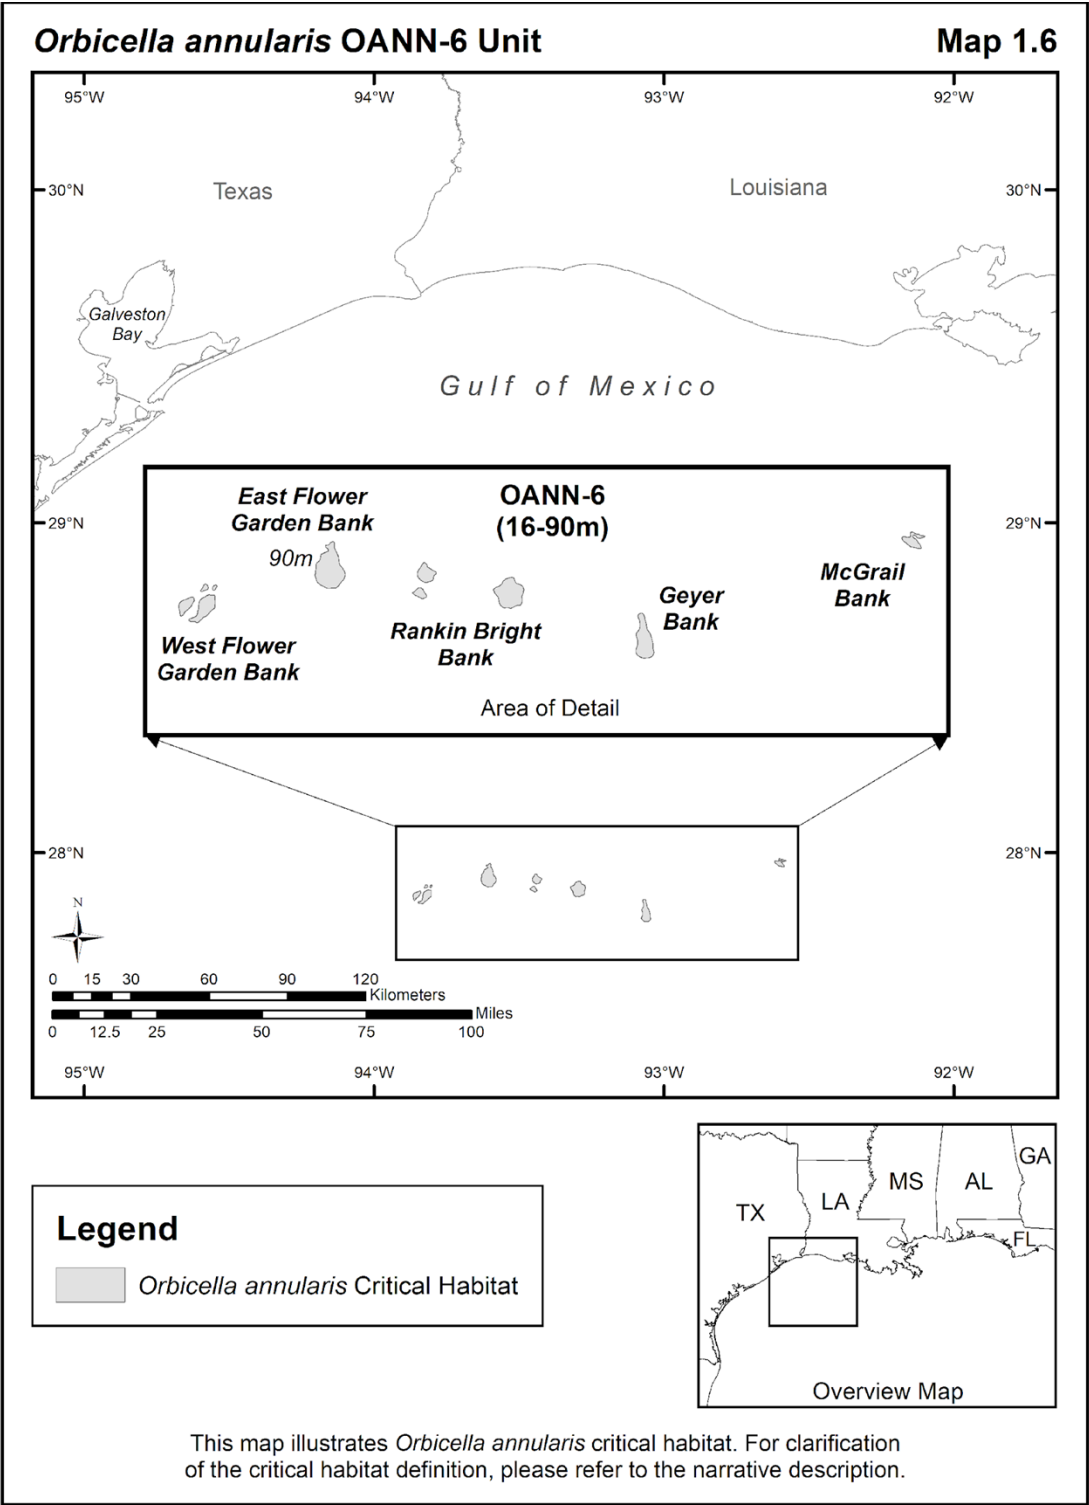 Orbicella annularis OANN-6 Unit
Map 1.6
95°W
94°W
93°W
92°W
30°N
Texas
Louisiana
30°N
Galveston
Bay
Gulf of Mexico
29°N
29°N
OANN-6
(16-90m)
East Flower
Garden Bank
90m
West Flower
Garden Bank
Rankin Bright
Bank
Geyer
Bank
McGrail
Bank
Area of Detail
28°N
28°N
N
0 15 30 60 90 120
Kilometers
Miles
0 12.5 25 50 75 100
95°W
94°W
93°W
92°W
Legend
Orbicella annularis Critical Habitat
TX
LA
MS
AL
GA
FL
Overview Map
This map illustrates Orbicella annularis critical habitat. For clarification
of the critical habitat definition, please refer to the narrative description.